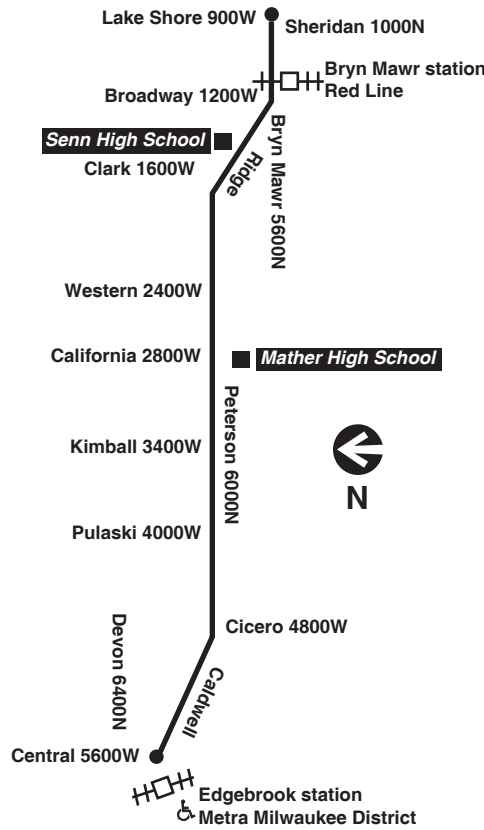 Lake Shore 900W
Sheridan 1000N
Bryn Mawr station
Red Line
Broadway 1200W
Senn High School
Clark 1600W
Ridge
Bryn Mawr 5600N
Western 2400W
California 2800W
Mather High School
Peterson 6000N
Kimball 3400W
N
Pulaski 4000W
Cicero 4800W
Devon 6400N
Caldwell
Central 5600W
Edgebrook station
Metra Milwaukee District